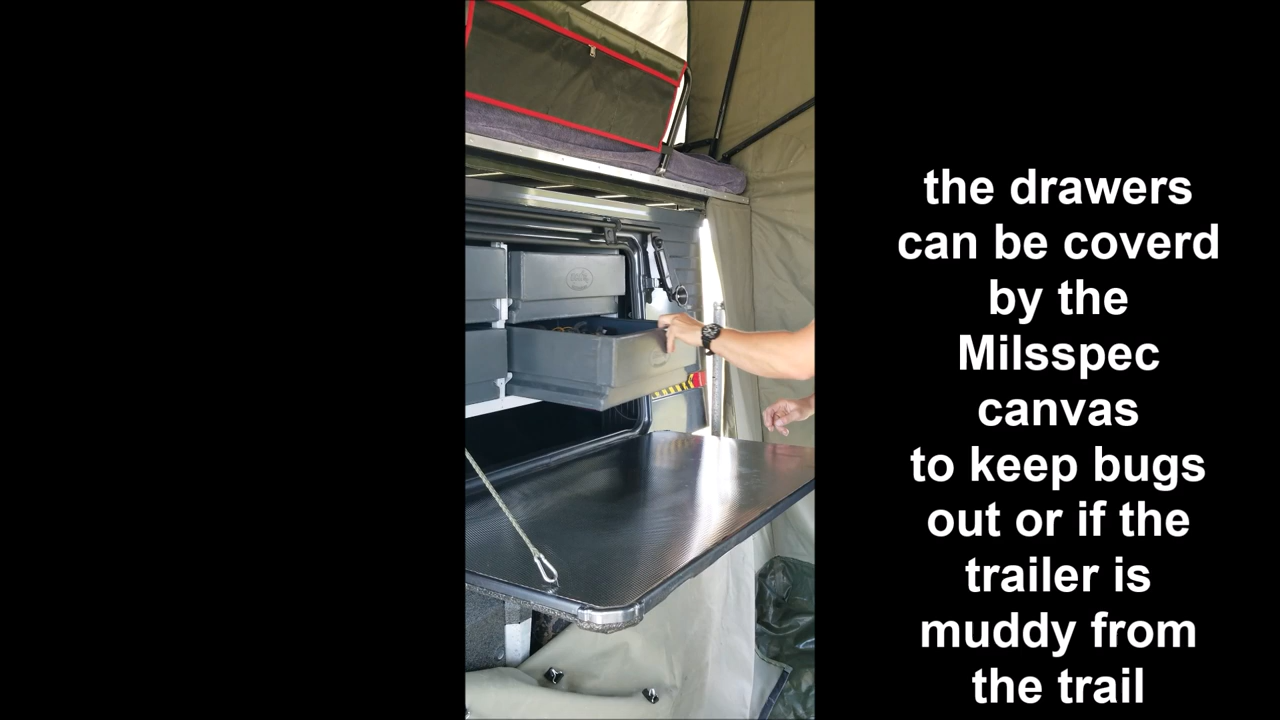 the drawers
can be coverd
by the
Milsspec
canvas
to keep bugs
out or if the
trailer is
muddy from
the trail